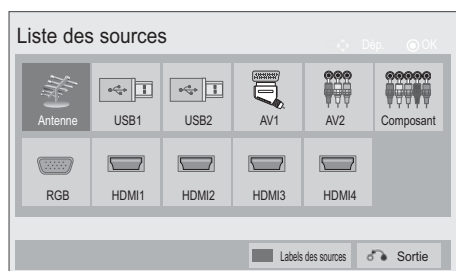 Liste des sources
Dép. OK
Antenne USB1 USB2 AV1 AV2 Composant
RGB HDMI1 HDMI2 HDMI3 HDMI4
Labels des sources Sortie